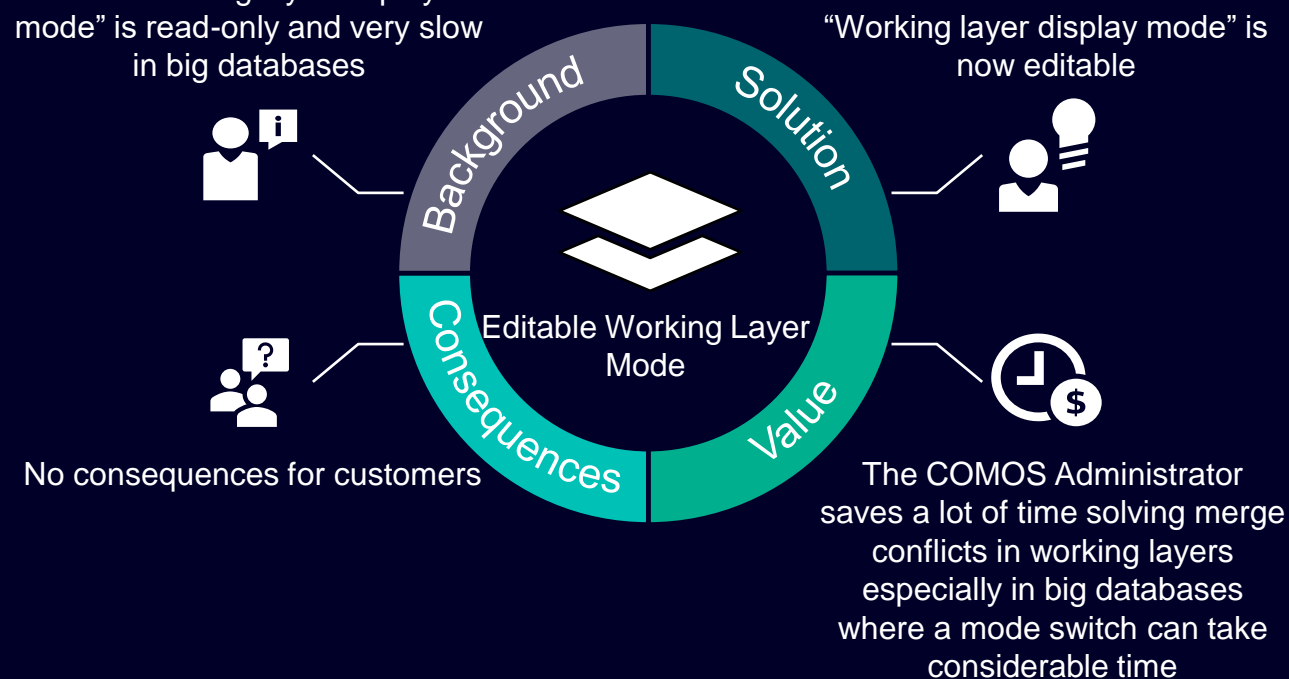 mode” is read-only and very slow
in big databases
“Working layer display mode” is
now editable
Background
Solution
i
Editable Working Layer
Mode
Consequences
Value
?
$
No consequences for customers
The COMOS Administrator
saves a lot of time solving merge
conflicts in working layers
especially in big databases
where a mode switch can take
considerable time